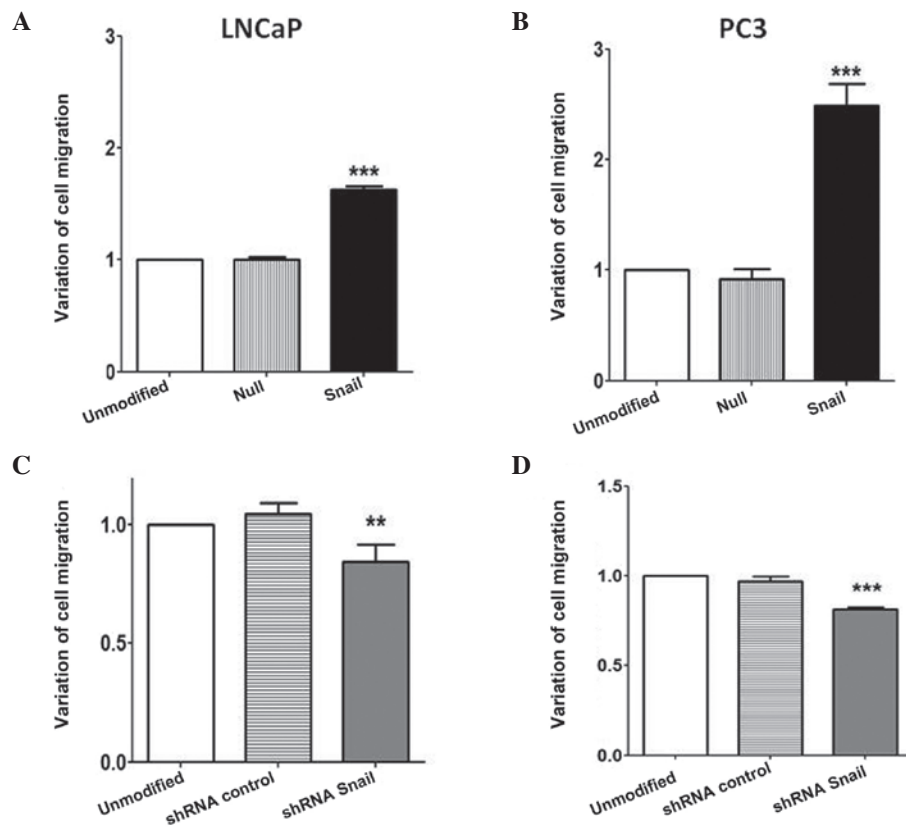 A
LNCaP
Variation of cell migration
3
2
1
0
***
Unmodified
Null
Snail
B
PC3
Variation of cell migration
3
2
1
0
***
Unmodified
Null
Snail
C
Variation of cell migration
1.0
0.5
0.0
**
Unmodified
shRNA control
shRNA Snail
D
Variation of cell migration
1.5
1.0
0.5
0.0
***
Unmodified
shRNA control
shRNA Snail